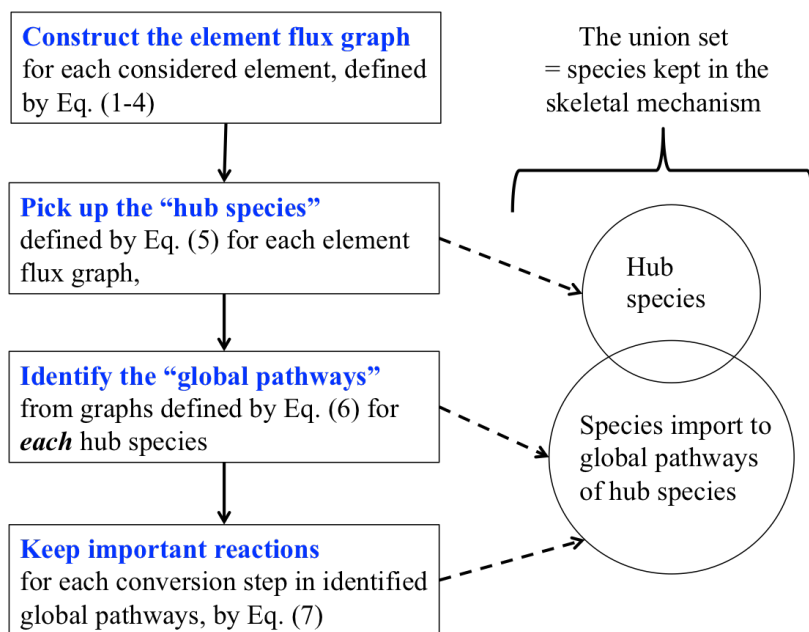 Construct the element flux graph
for each considered element, defined
by Eq. (1-4)
Pick up the “hub species”
defined by Eq. (5) for each element
flux graph,
Identify the “global pathways”
from graphs defined by Eq. (6) for
each hub species
Keep important reactions
for each conversion step in identified
global pathways, by Eq. (7)
The union set
= species kept in the
skeletal mechanism
Hub
species
Species import to
global pathways
of hub species